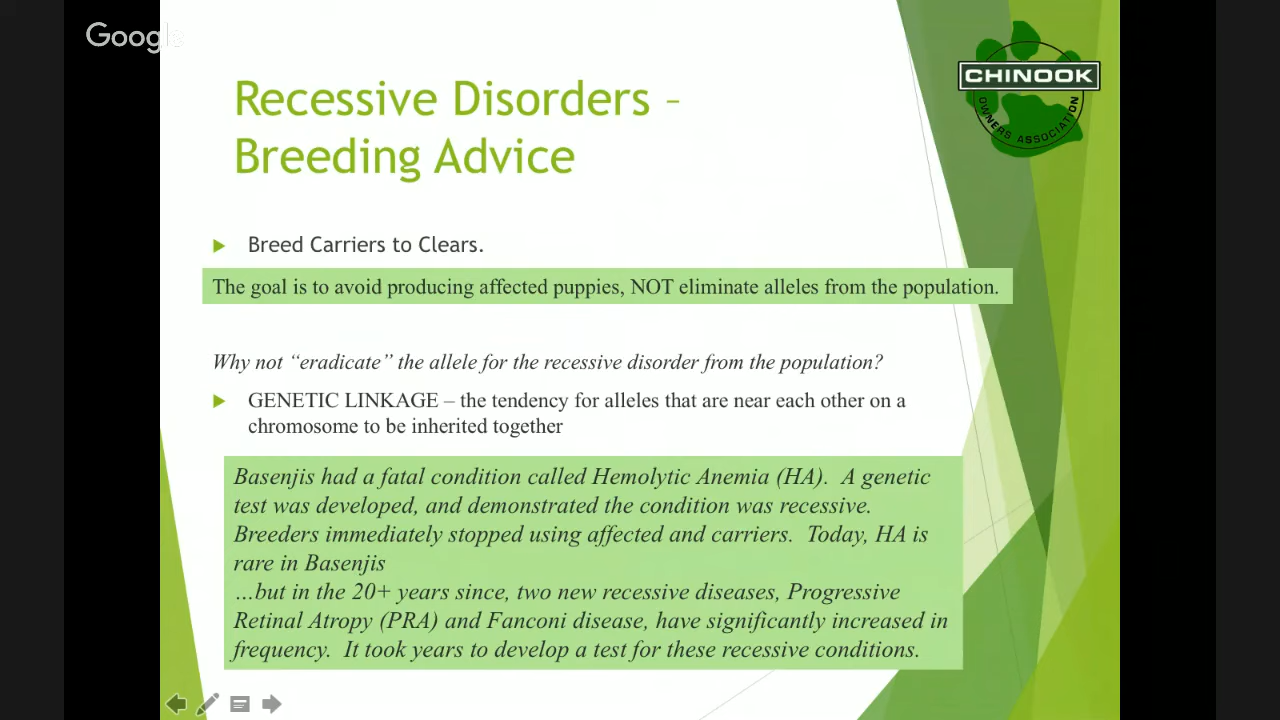 Google
CHINOOK
OWNERS ASSOCIATION
Recessive Disorders –
Breeding Advice
Breed Carriers to Clears.
The goal is to avoid producing affected puppies, NOT eliminate alleles from the population.
Why not “eradicate” the allele for the recessive disorder from the population?
GENETIC LINKAGE – the tendency for alleles that are near each other on a
chromosome to be inherited together
Basenjis had a fatal condition called Hemolytic Anemia (HA). A genetic
test was developed, and demonstrated the condition was recessive.
Breeders immediately stopped using affected and carriers. Today, HA is
rare in Basenjis
…but in the 20+ years since, two new recessive diseases, Progressive
Retinal Atropy (PRA) and Fanconi disease, have significantly increased in
frequency. It took years to develop a test for these recessive conditions.